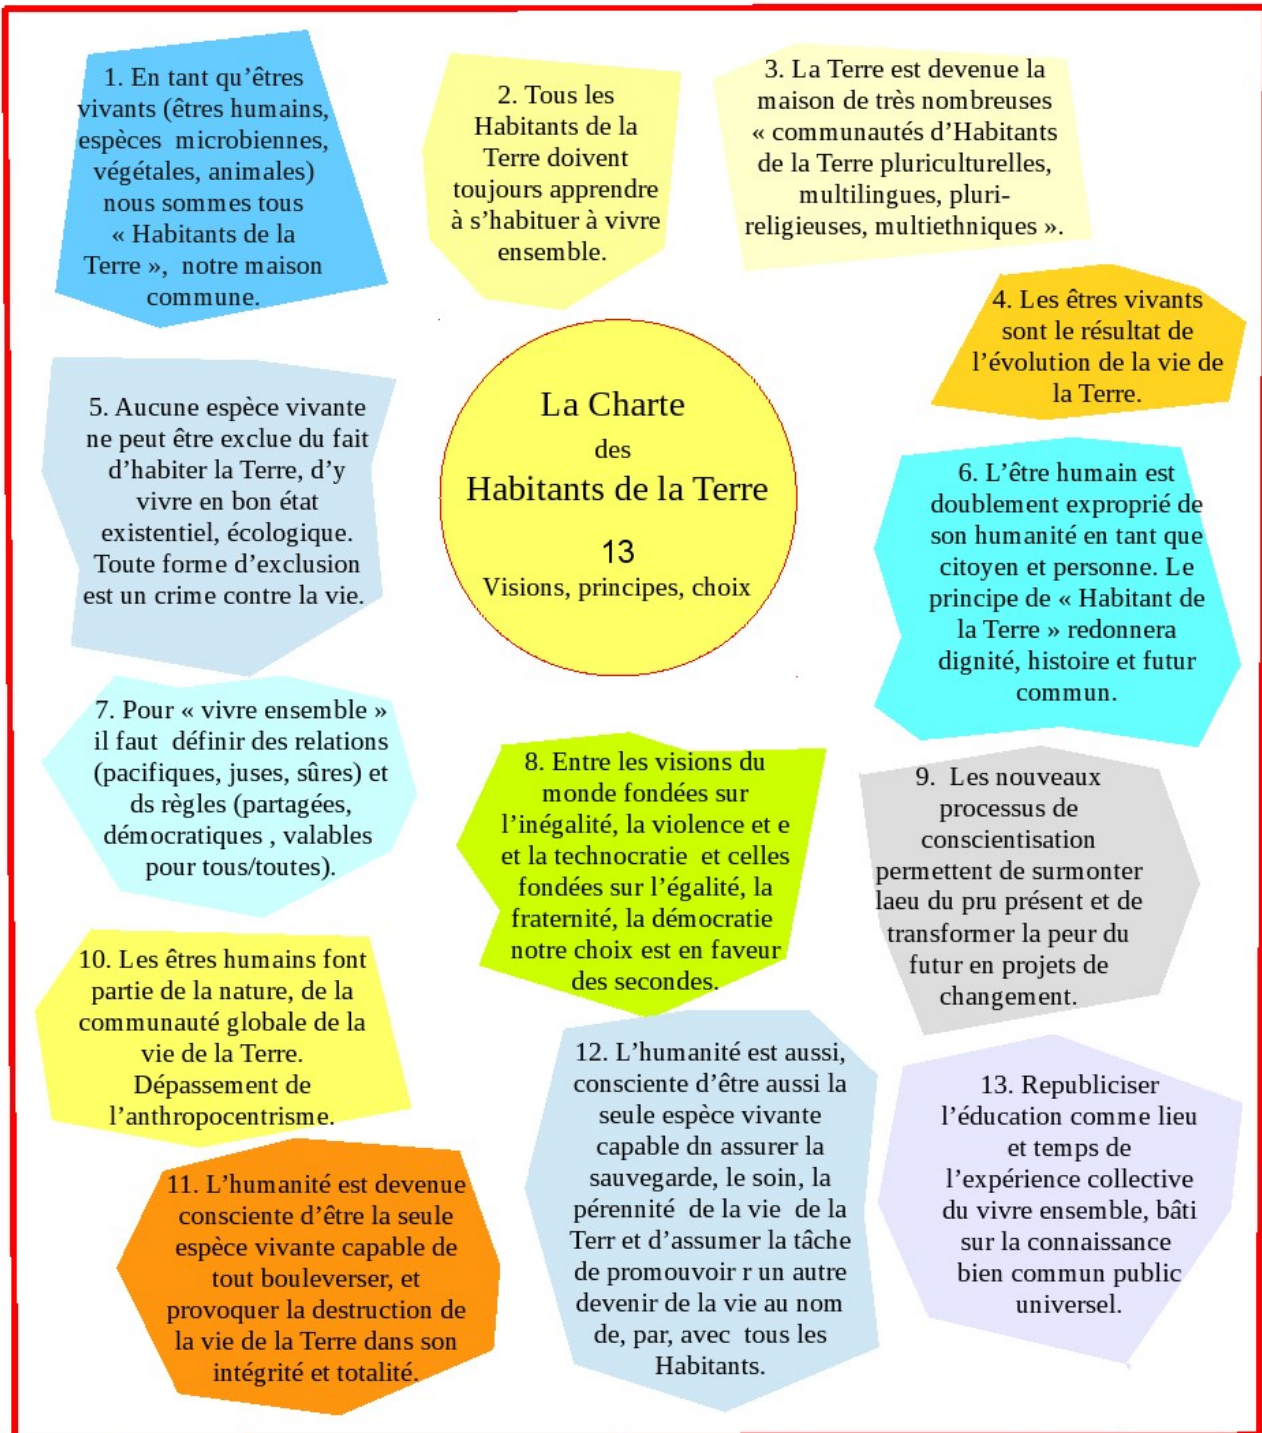 1. En tant qu’êtres
vivants (êtres humains,
espèces microbiennes,
végétales, animales)
nous sommes tous
« Habitants de la
Terre », notre maison
commune.
2. Tous les
Habitants de la
Terre doivent
toujours apprendre
à s’habituer à vivre
ensemble.
3. La Terre est devenue la
maison de très nombreuses
« communautés d’Habitants
de la Terre pluriculturelles,
multilingues, pluri-
religieuses, multiethniques ».
4. Les êtres vivants
sont le résultat de
l’évolution de la vie de
la Terre.
La Charte
des
Habitants de la Terre
13
Visions, principes, choix
5. Aucune espèce vivante
ne peut être exclue du fait
d’habiter la Terre, d’y
vivre en bon état
existentiel, écologique.
Toute forme d’exclusion
est un crime contre la vie.
6. L’être humain est
doublement exproprié de
son humanité en tant que
citoyen et personne. Le
principe de « Habitant de
la Terre » redonnera
dignité, histoire et futur
commun.
7. Pour « vivre ensemble »
il faut définir des relations
(pacifiques, juses, sûres) et
ds règles (partagées,
démocratiques , valables
pour tous/toutes).
8. Entre les visions du
monde fondées sur
l’inégalité, la violence et e
et la technocratie et celles
fondées sur l’égalité, la
fraternité, la démocratie
notre choix est en faveur
des secondes.
9. Les nouveaux
processus de
conscientisation
permettent de surmonter
laeu du pru présent et de
transformer la peur du
futur en projets de
changement.
10. Les êtres humains font
partie de la nature, de la
communauté globale de la
vie de la Terre.
Dépassement de
l’anthropocentrisme.
11. L’humanité est devenue
consciente d’être la seule
espèce vivante capable de
tout bouleverser, et
provoquer la destruction de
la vie de la Terre dans son
intégrité et totalité.
12. L’humanité est aussi,
consciente d’être aussi la
seule espèce vivante
capable dn assurer la
sauvegarde, le soin, la
pérennité de la vie de la
Terr et d’assumer la tâche
de promouvoir r un autre
devenir de la vie au nom
de, par, avec tous les
Habitants.
13. Republiciser
l’éducation comme lieu
et temps de
l’expérience collective
du vivre ensemble, bâti
sur la connaissance
bien commun public
universel.